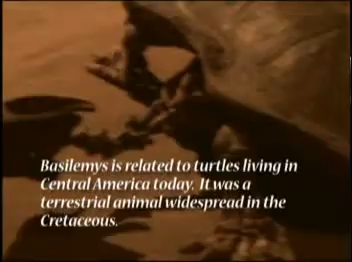 Basilemys is related to turtles living in
Central America today. It was a
terrestrial animal widespread in the
Cretaceous.